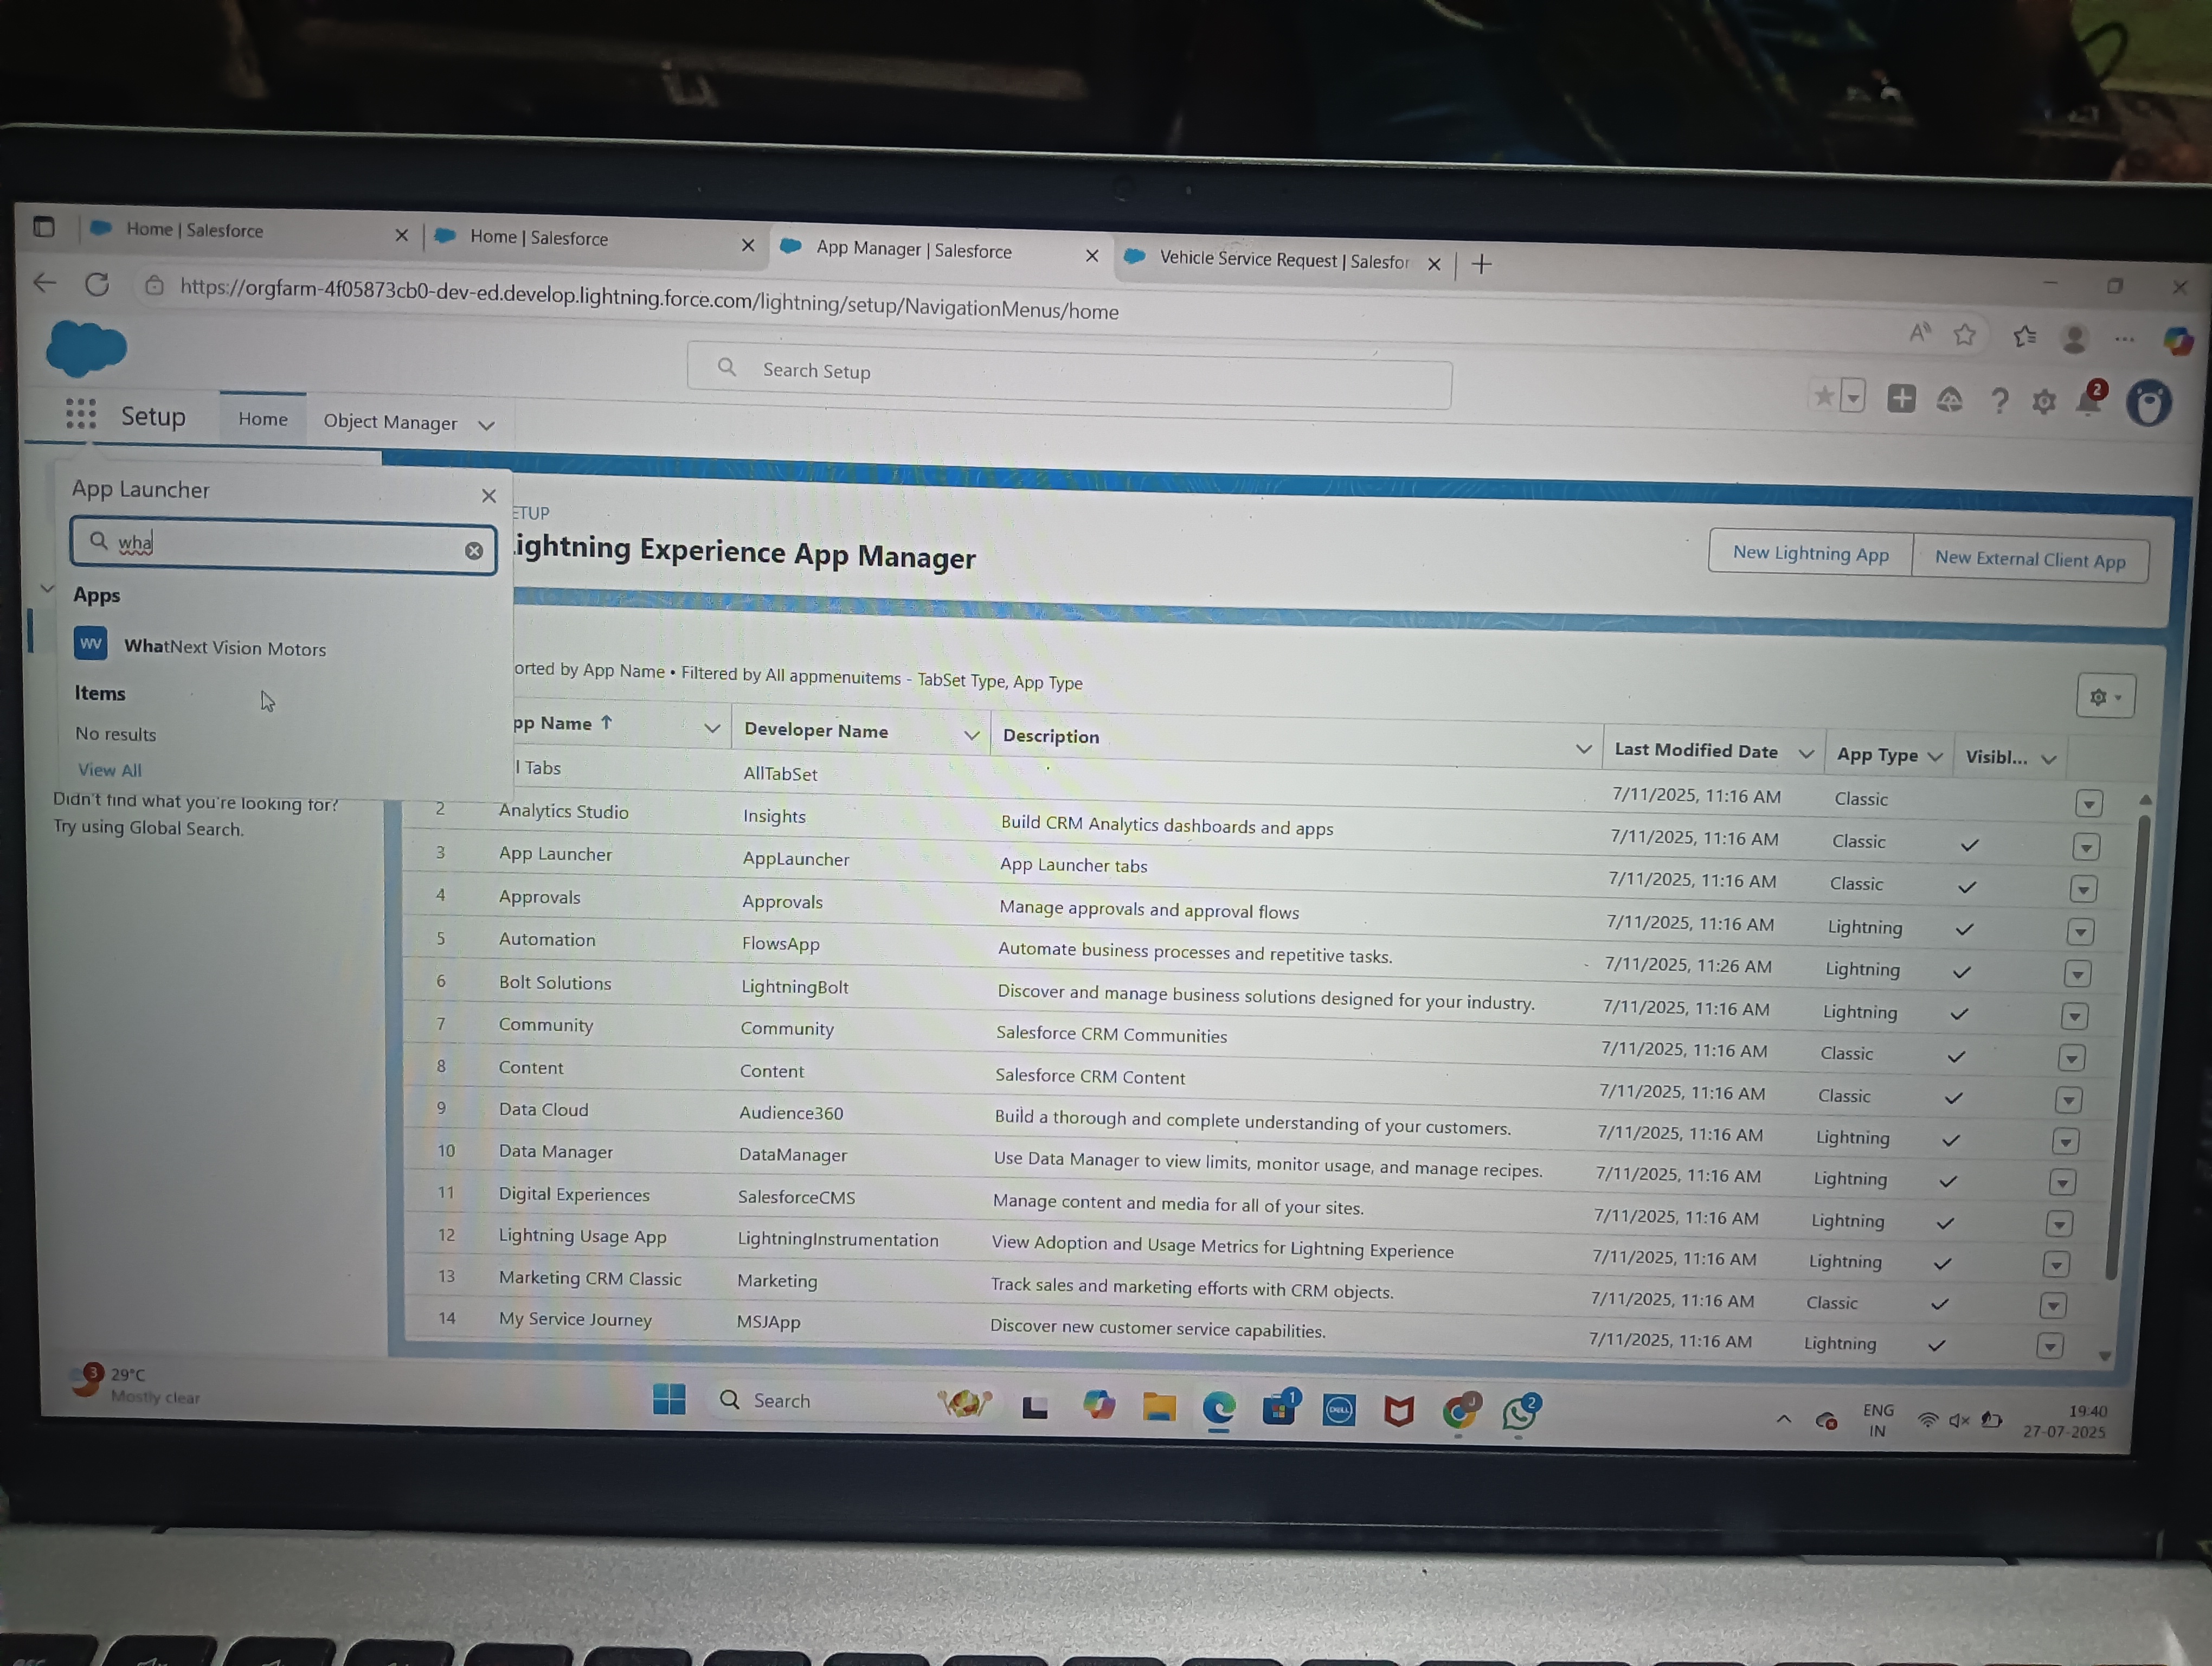 Home | Salesforce
Home | Salesforce
App Manager | Salesforce
Vehicle Service Request | Salesfor
https://orgfarm-4f05873cb0-dev-ed.develop.lightning.force.com/lightning/setup/NavigationMenus/home
Search Setup
2
Setup
Home
Object Manager
App Launcher
wha
Apps
WV
WhatNext Vision Motors
Items
No results
View All
Didn't find what you're looking for?
Try using Global Search.
ETUP
ightning Experience App Manager
New Lightning App
New External Client App
orted by App Name • Filtered by All appmenuitems - TabSet Type, App Type
pp Name ↑ Developer Name Description Last Modified Date App Type Visibl...
l Tabs AllTabSet 7/11/2025, 11:16 AM Classic
2 Analytics Studio Insights Build CRM Analytics dashboards and apps 7/11/2025, 11:16 AM Classic
3 App Launcher AppLauncher App Launcher tabs 7/11/2025, 11:16 AM Classic
4 Approvals Approvals Manage approvals and approval flows 7/11/2025, 11:16 AM Lightning
5 Automation FlowsApp Automate business processes and repetitive tasks. 7/11/2025, 11:26 AM Lightning
6 Bolt Solutions LightningBolt Discover and manage business solutions designed for your industry. 7/11/2025, 11:16 AM Lightning
7 Community Community Salesforce CRM Communities 7/11/2025, 11:16 AM Classic
8 Content Content Salesforce CRM Content 7/11/2025, 11:16 AM Classic
9 Data Cloud Audience360 Build a thorough and complete understanding of your customers. 7/11/2025, 11:16 AM Lightning
10 Data Manager DataManager Use Data Manager to view limits, monitor usage, and manage recipes. 7/11/2025, 11:16 AM Lightning
11 Digital Experiences SalesforceCMS Manage content and media for all of your sites. 7/11/2025, 11:16 AM Lightning
12 Lightning Usage App LightningInstrumentation View Adoption and Usage Metrics for Lightning Experience 7/11/2025, 11:16 AM Lightning
13 Marketing CRM Classic Marketing Track sales and marketing efforts with CRM objects. 7/11/2025, 11:16 AM Classic
14 My Service Journey MSJApp Discover new customer service capabilities. 7/11/2025, 11:16 AM Lightning
3
29°C
Mostly clear
Search
1
DELL
J
2
ENG
IN
19:40
27-07-2025